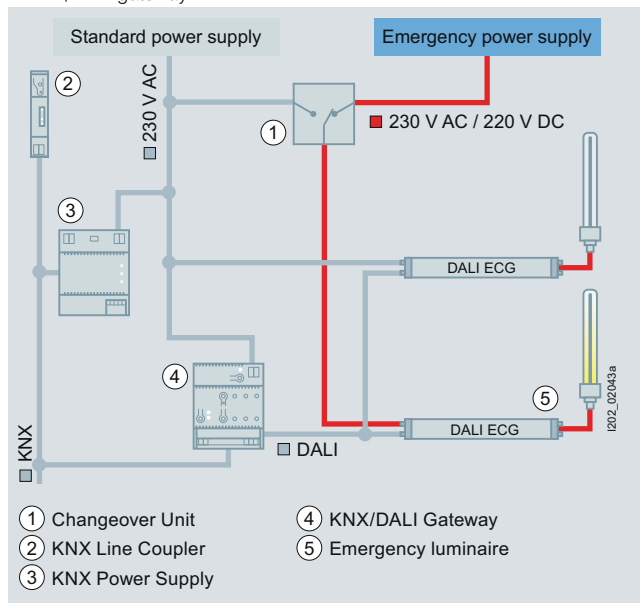 Standard power supply
Emergency power supply
2
230 V AC
1
230 V AC / 220 V DC
3
DALI ECG
4
5
I202_02043a
DALI ECG
KNX
DALI
1 Changeover Unit
2 KNX Line Coupler
3 KNX Power Supply
4 KNX/DALI Gateway
5 Emergency luminaire